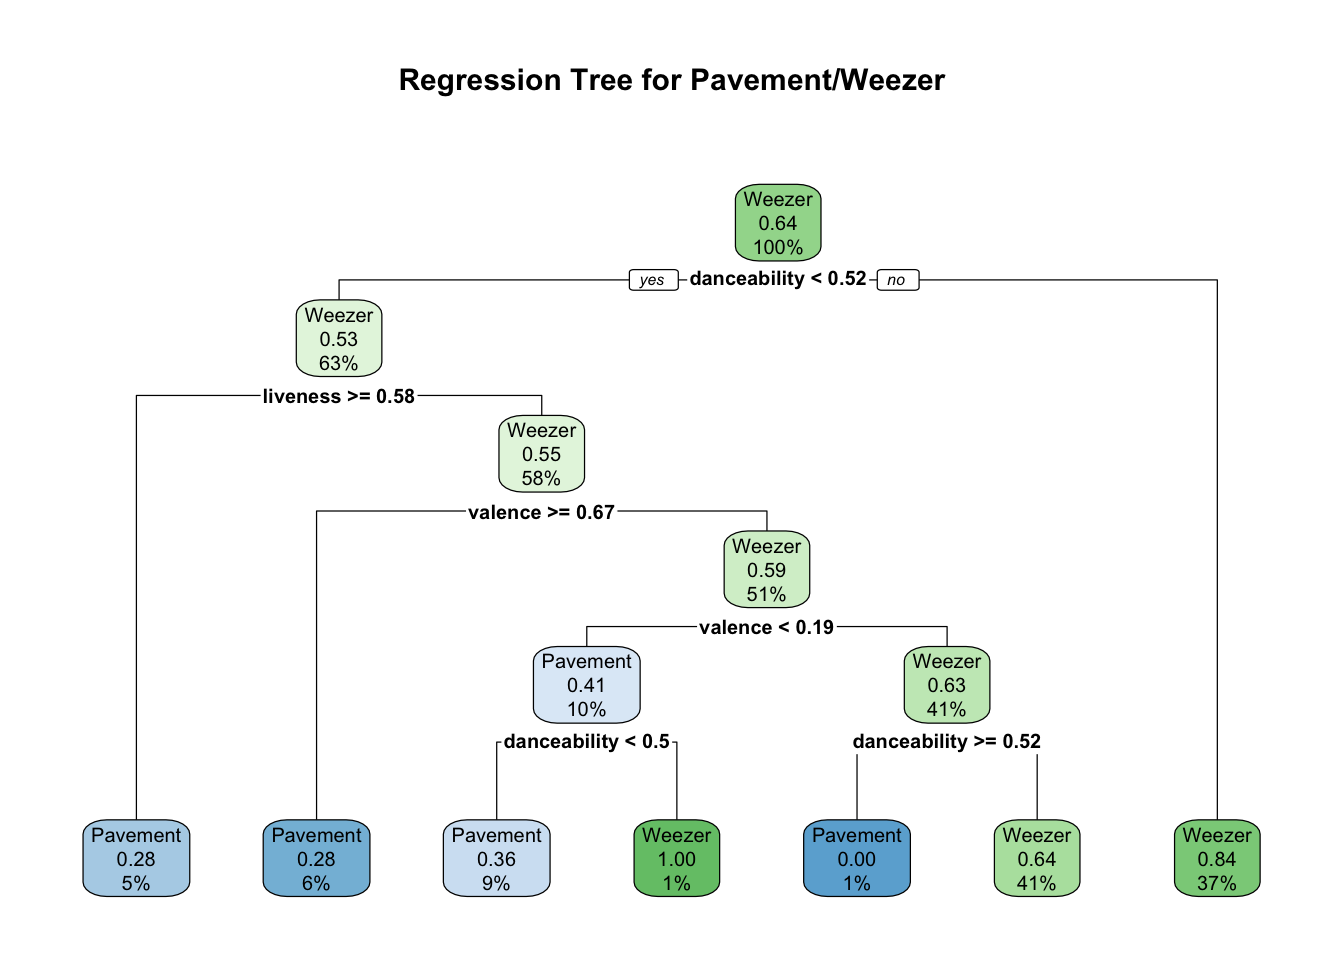 Regression Tree for Pavement/Weezer
Weezer
0.64
100%
yes
danceability < 0.52
no
Weezer
0.53
63%
liveness >= 0.58
Weezer
0.55
58%
valence >= 0.67
Weezer
0.59
51%
valence < 0.19
Pavement
0.41
10%
Weezer
0.63
41%
danceability < 0.5
danceability >= 0.52
Pavement
0.28
5%
Pavement
0.28
6%
Pavement
0.36
9%
Weezer
1.00
1%
Pavement
0.00
1%
Weezer
0.64
41%
Weezer
0.84
37%